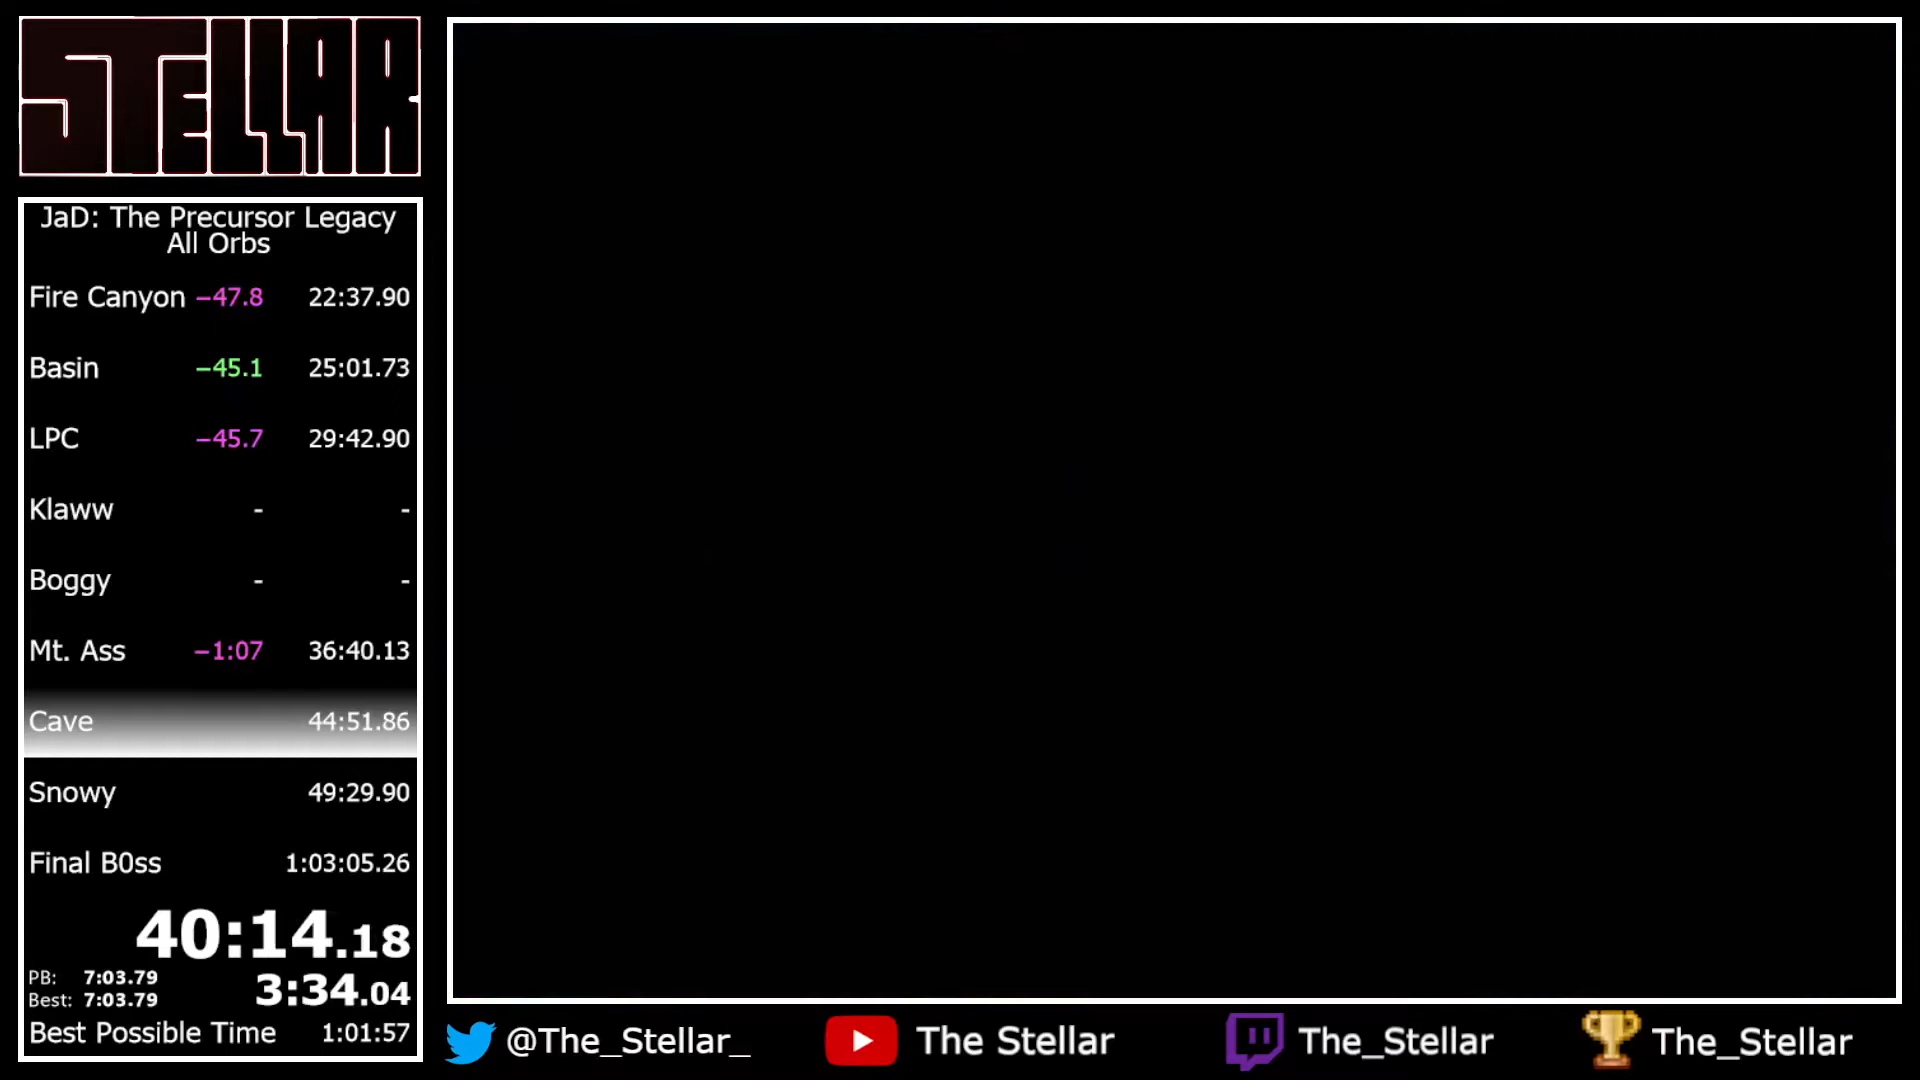 STELLAR
JaD: The Precursor Legacy
All Orbs
Fire Canyon −47.8 22:37.90
Basin −45.1 25:01.73
LPC −45.7 29:42.90
Klaww - -
Boggy - -
Mt. Ass −1:07 36:40.13
Cave 44:51.86
Snowy 49:29.90
Final B0ss 1:03:05.26
40:14.18
PB: 7:03.79
Best: 7:03.79
3:34.04
Best Possible Time 1:01:57
@The_Stellar_ The Stellar The_Stellar The_Stellar